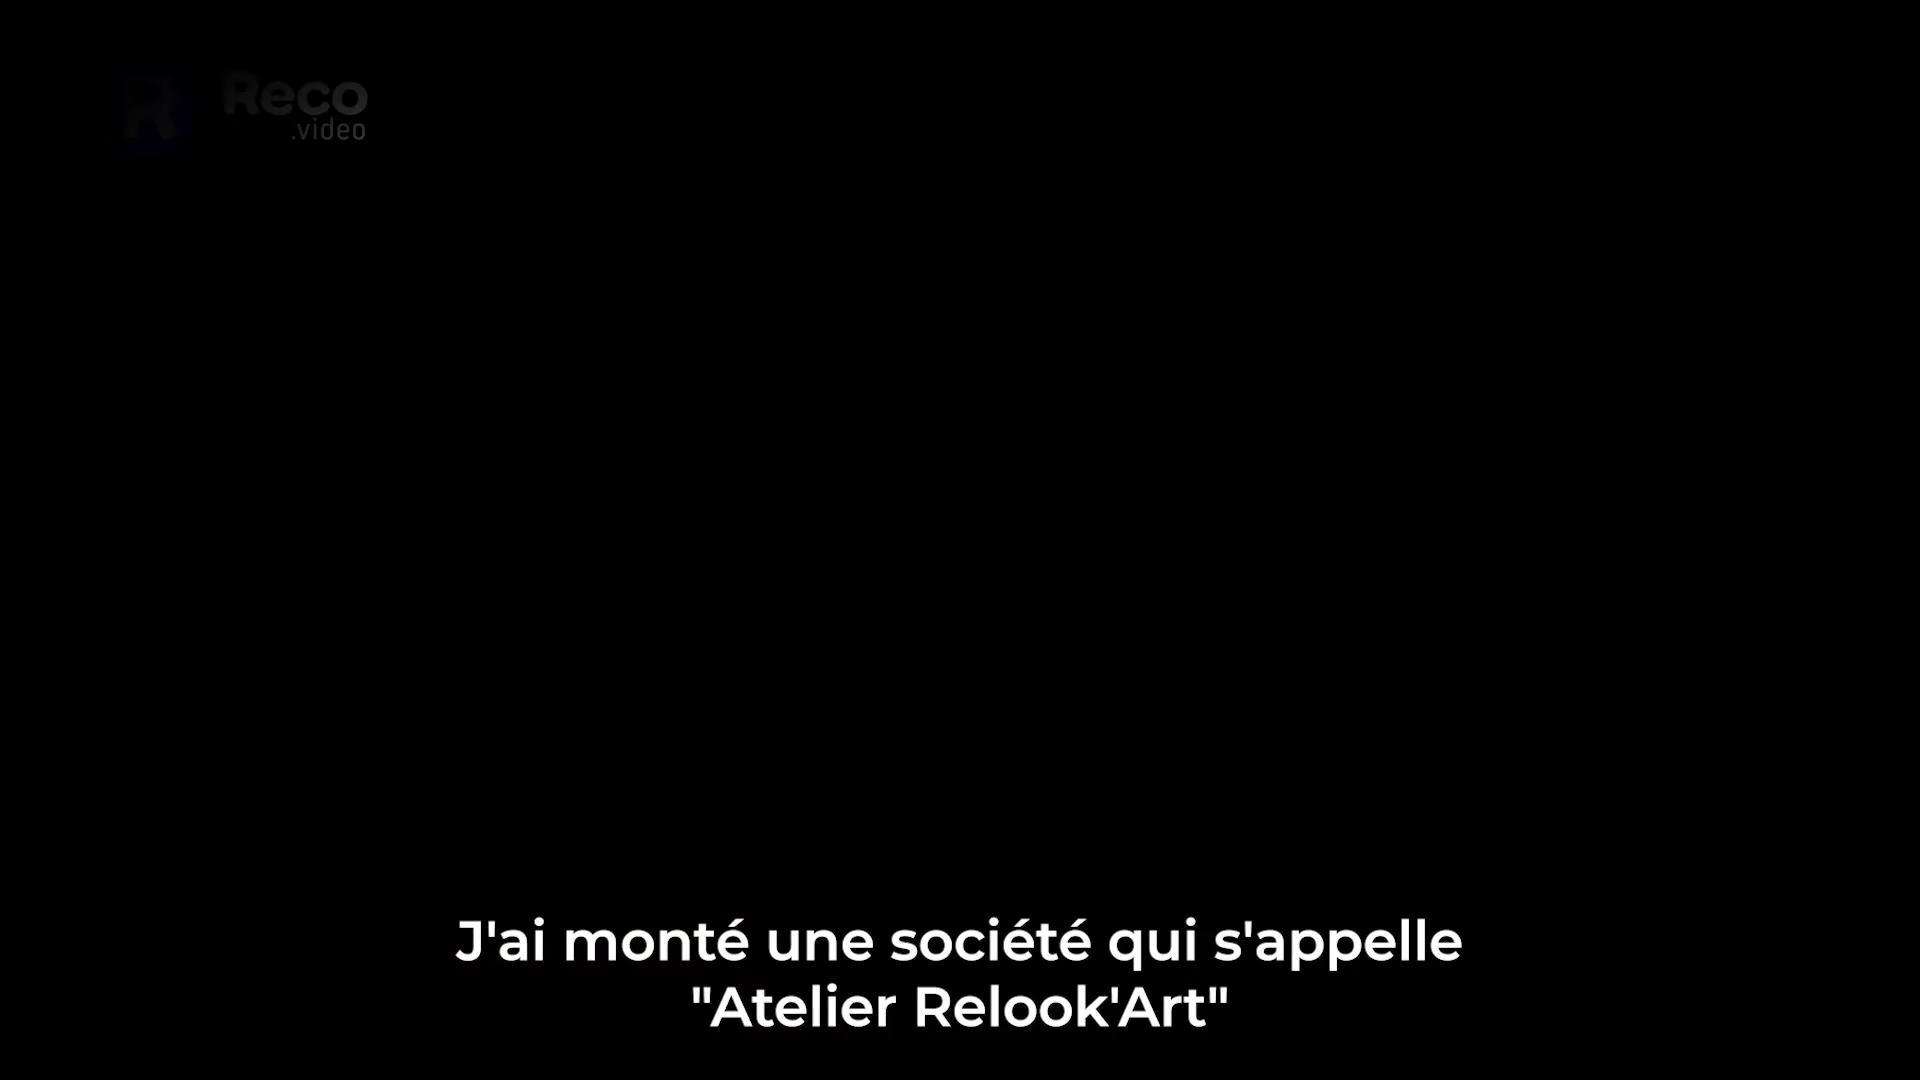 R Reco
.video
J'ai monté une société qui s'appelle
"Atelier Relook'Art"